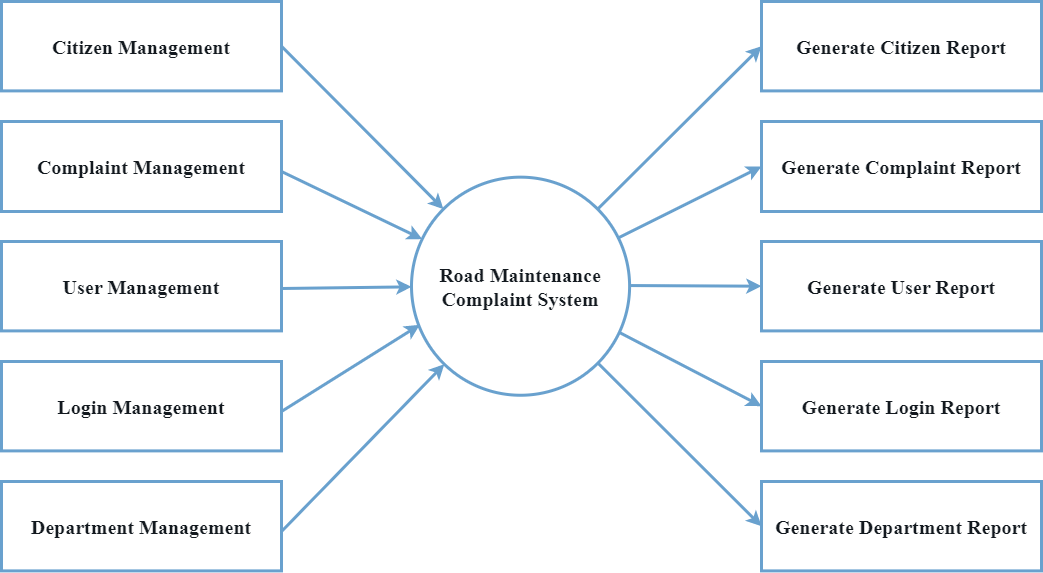 Citizen Management
Complaint Management
User Management
Login Management
Department Management
Road Maintenance
Complaint System
Generate Citizen Report
Generate Complaint Report
Generate User Report
Generate Login Report
Generate Department Report